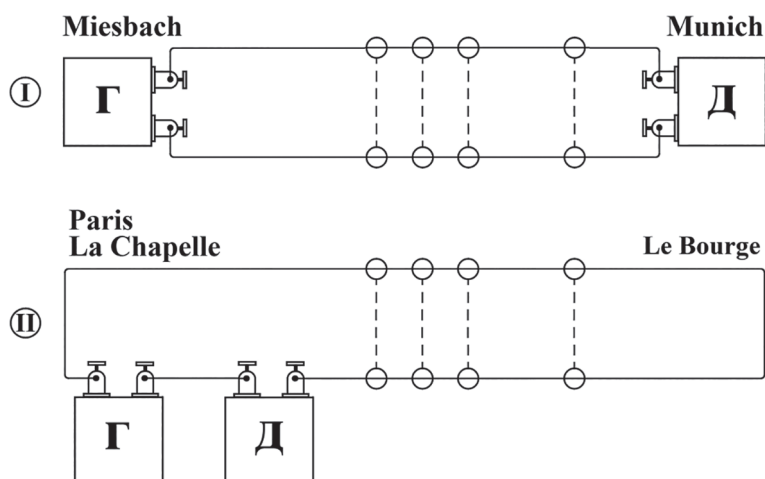 Miesbach
Munich
I
Г
Д
Paris
La Chapelle
Le Bourge
II
Г
Д